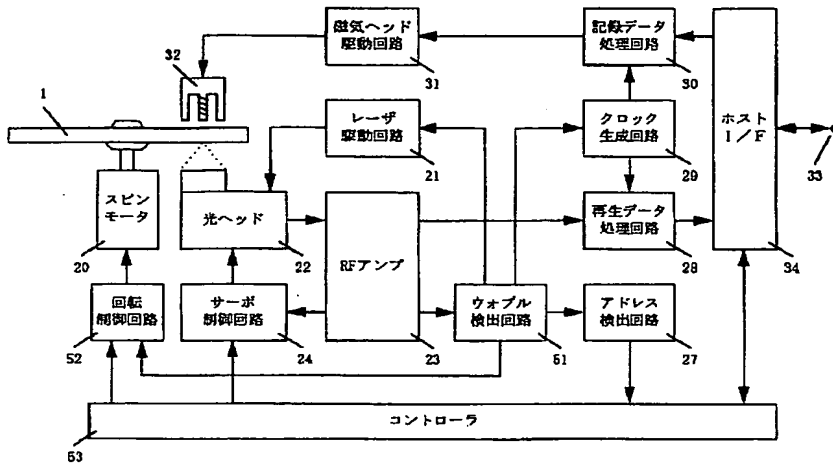 32
磁気ヘッド
駆動回路
31
記録データ
処理回路
30
1
レーザ
駆動回路
21
クロック
生成回路
29
ホスト
I/F
33
スピン
モータ
20
光ヘッド
22
RFアンプ
再生データ
処理回路
28
34
回転
制御回路
52
サーボ
制御回路
24
23
ウォブル
検出回路
51
アドレス
検出回路
27
コントローラ
53